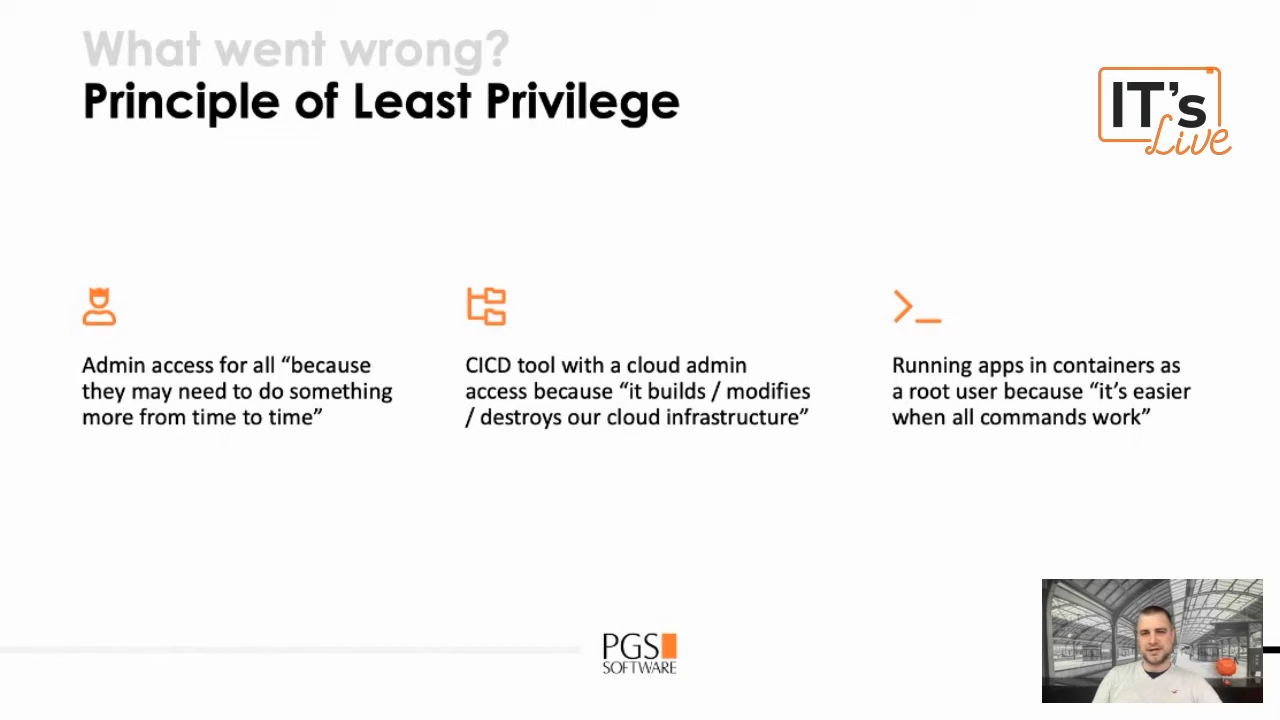 What went wrong?
Principle of Least Privilege
IT's
Live
Admin access for all “because
they may need to do something
more from time to time”
CICD tool with a cloud admin
access because “it builds / modifies
/ destroys our cloud infrastructure”
Running apps in containers as
a root user because “it’s easier
when all commands work”
PGS
SOFTWARE